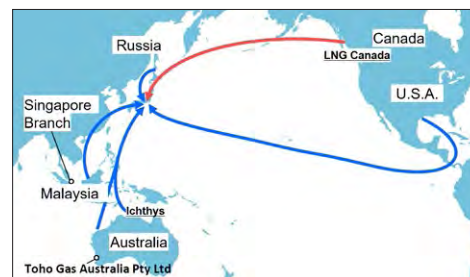 Russia
Canada
LNG Canada
U.S.A.
Singapore
Branch
Malaysia
Ichthys
Australia
Toho Gas Australia Pty Ltd